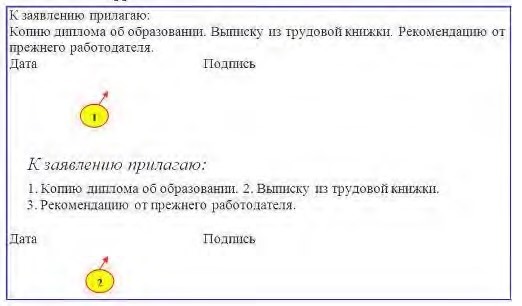 К заявлению прилагаю:
Копию диплома об образовании. Выписку из трудовой книжки. Рекомендацию от
прежнего работодателя.
Дата Подпись
1
К заявлению прилагаю:
1. Копию диплома об образовании. 2. Выписку из трудовой книжки.
3. Рекомендацию от прежнего работодателя.
Дата Подпись
2